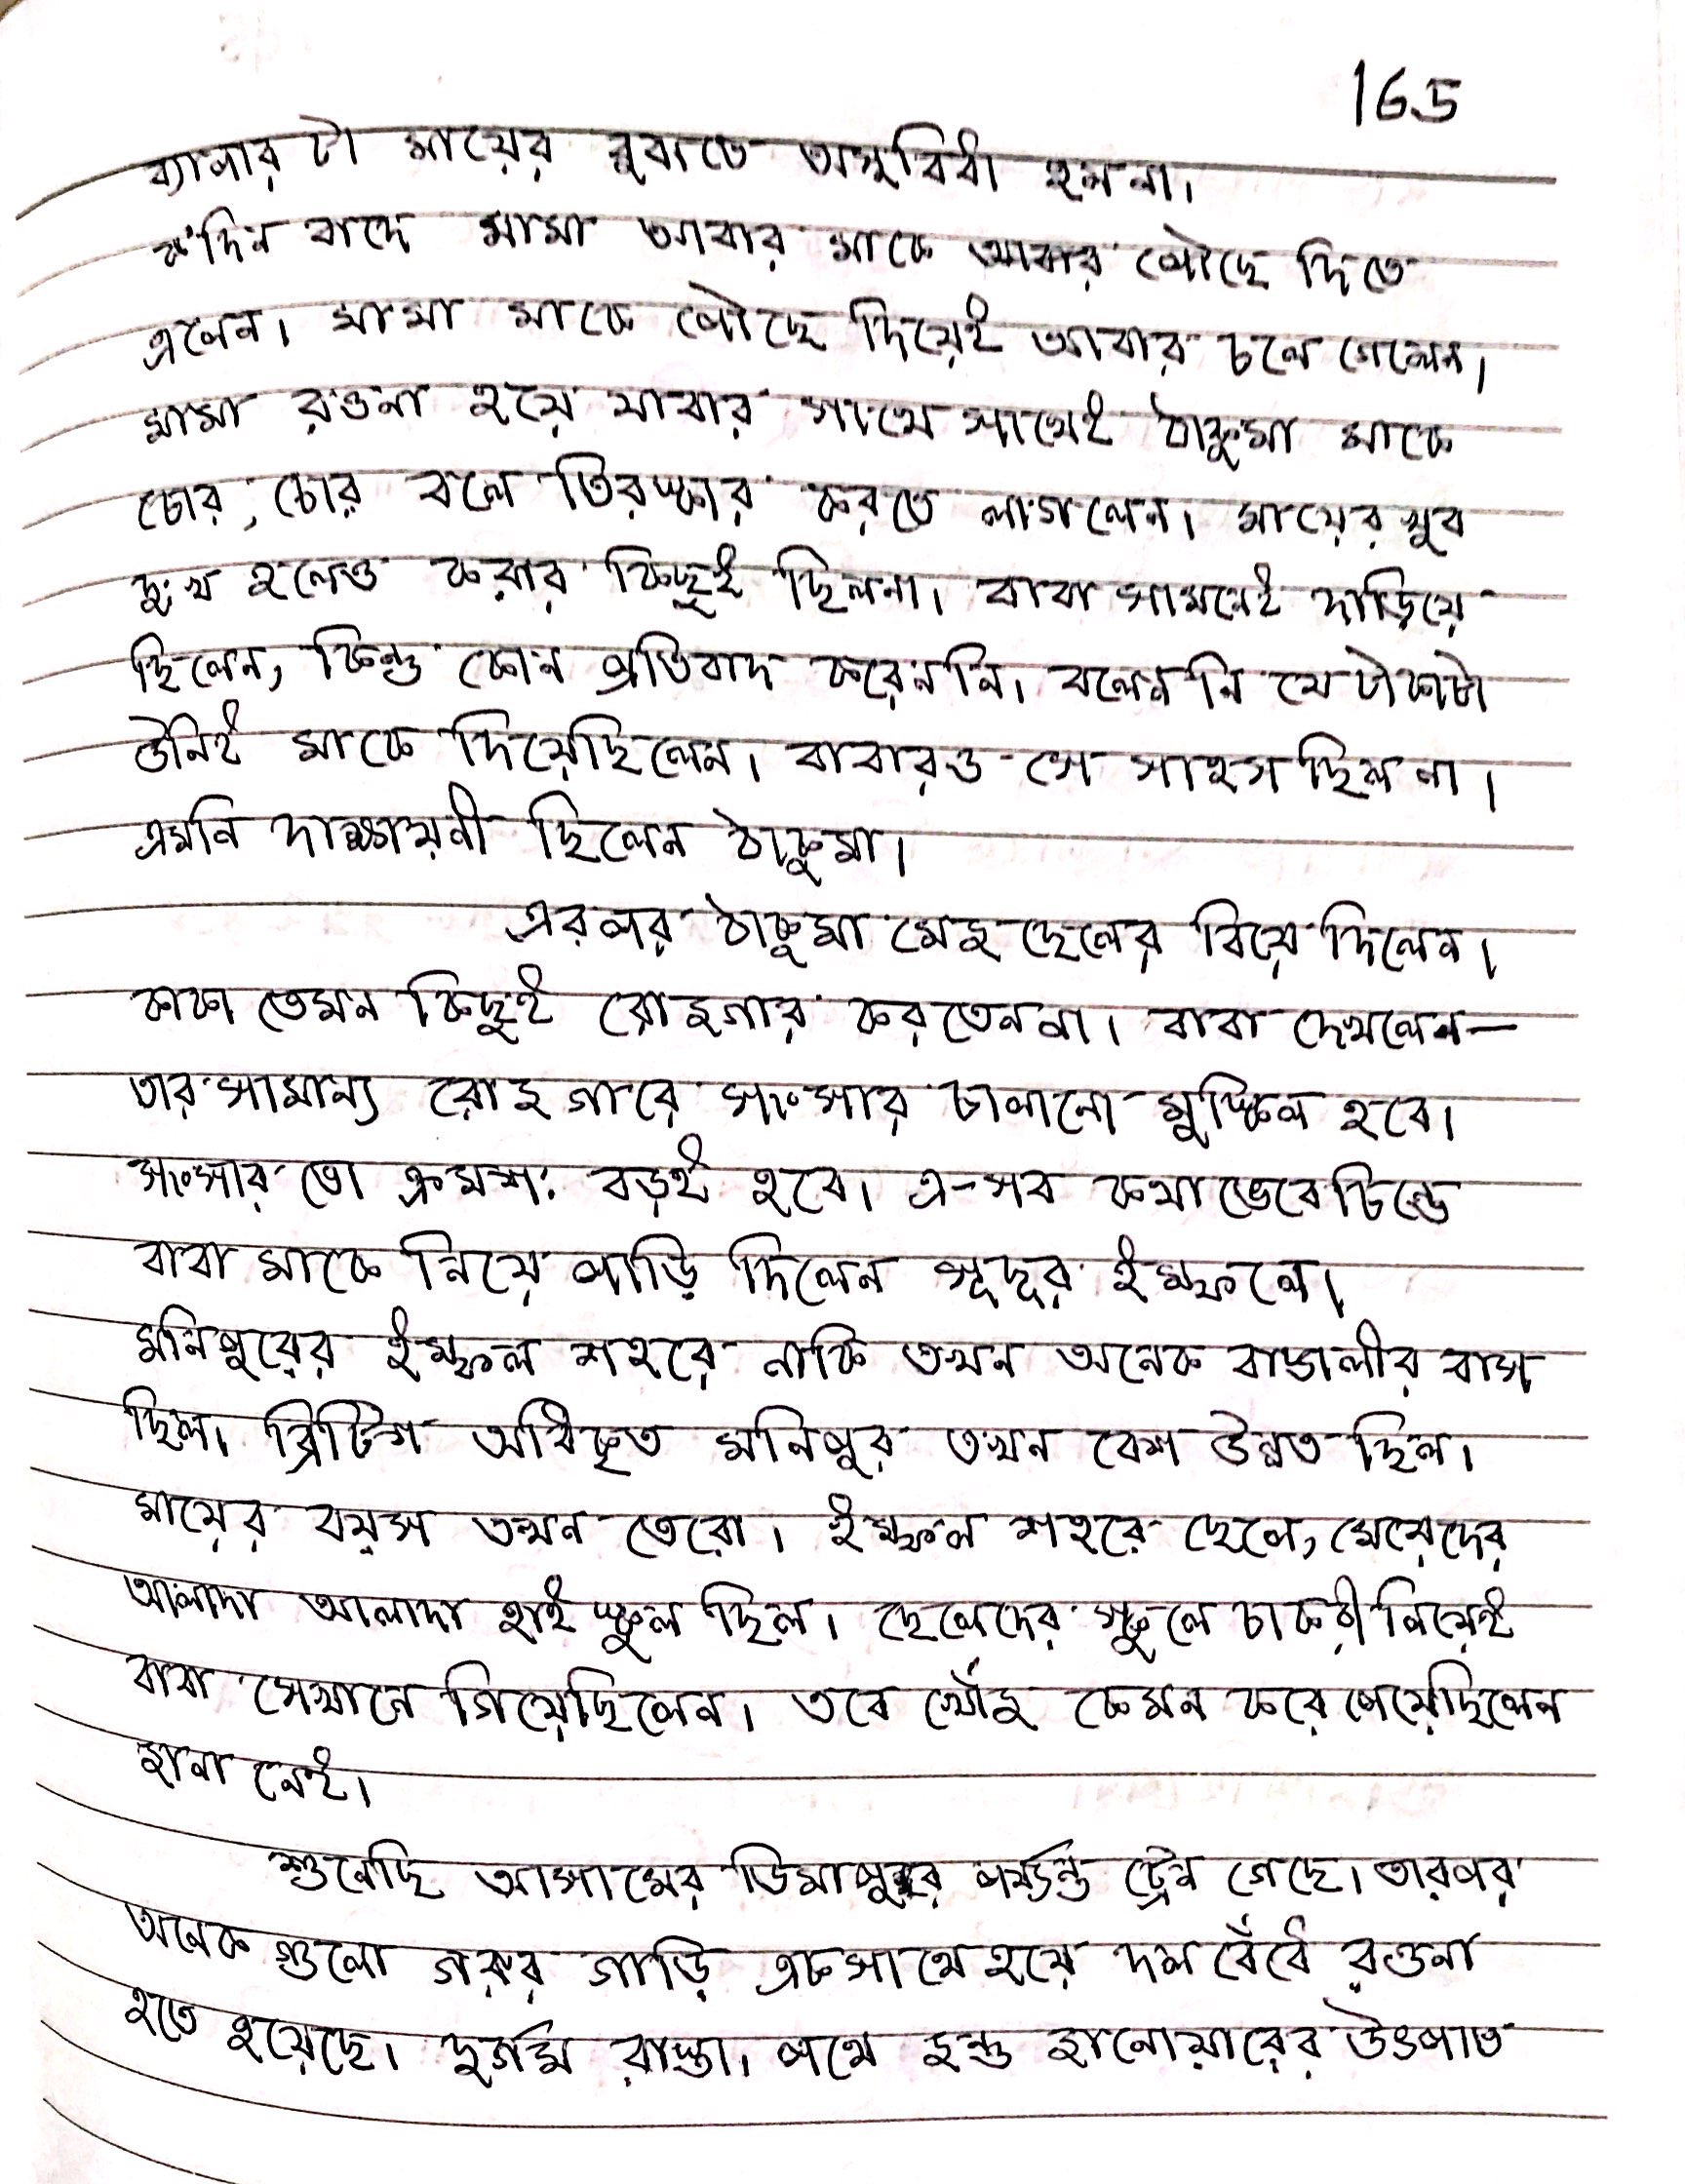 165
ব্যাপারটা মায়ের বুঝতে অসুবিধা হলনা।
ক'দিন বাদে মামা আবার মাকে আবার পৌছে দিতে
এলেন। মামা মাকে পৌছে দিয়েই আবার চলে গেলেন।
মামা রওনা হয়ে যাবার সাথে সাথেই ঠাকুমা মাকে
চোর, চোর বলে তিরস্কার করতে লাগলেন। মায়ের খুব
দুঃখ হলেও করার কিছুই ছিলনা। বাবা সামনেই দাড়িয়ে
ছিলেন, কিন্তু কোন প্রতিবাদ করেননি। বলেননি যে টাকাটা
উনিই মাকে দিয়েছিলেন। বাবারও সে সাহস ছিল না।
এমনি দাক্ষায়নী ছিলেন ঠাকুমা।
এরপর ঠাকুমা মেজ ছেলের বিয়ে দিলেন।
কাকা তেমন কিছুই রোজগার করতেননা। বাবা দেখলেন-
তার সামান্য রোজগারে সংসার চালানো মুস্কিল হবে।
সংসার তো ক্রমশঃ বড়ই হবে। এ-সব কথা ভেবে চিন্তে
বাবা মাকে নিয়ে পাড়ি দিলেন সূদূর ইম্ফলে।
মনিপুরের ইম্ফল শহরে নাকি তখন অনেক বাঙালীর বাস
ছিল। ব্রিটিশ অধিকৃত মনিপুর তখন বেশ উন্নত ছিল।
মায়ের বয়স তখন তেরো। ইম্ফল শহরে ছেলে, মেয়েদের
আলাদা আলাদা হাই স্কুল ছিল। ছেলেদের স্কুলে চাকরী নিয়েই
বাবা সেখানে গিয়েছিলেন। তবে খোঁজ কেমন করে পেয়েছিলেন
জানা নেই।
শুনেছি আসামের ডিমাপুর পর্য্যন্ত ট্রেন গেছে। তারপর
অনেক গুলো গরুর গাড়ি একসাথে হয়ে দল বেঁধে রওনা
হতে হয়েছে। দুর্গম রাস্তা। পথে জন্তু জানোয়ারের উৎপাত